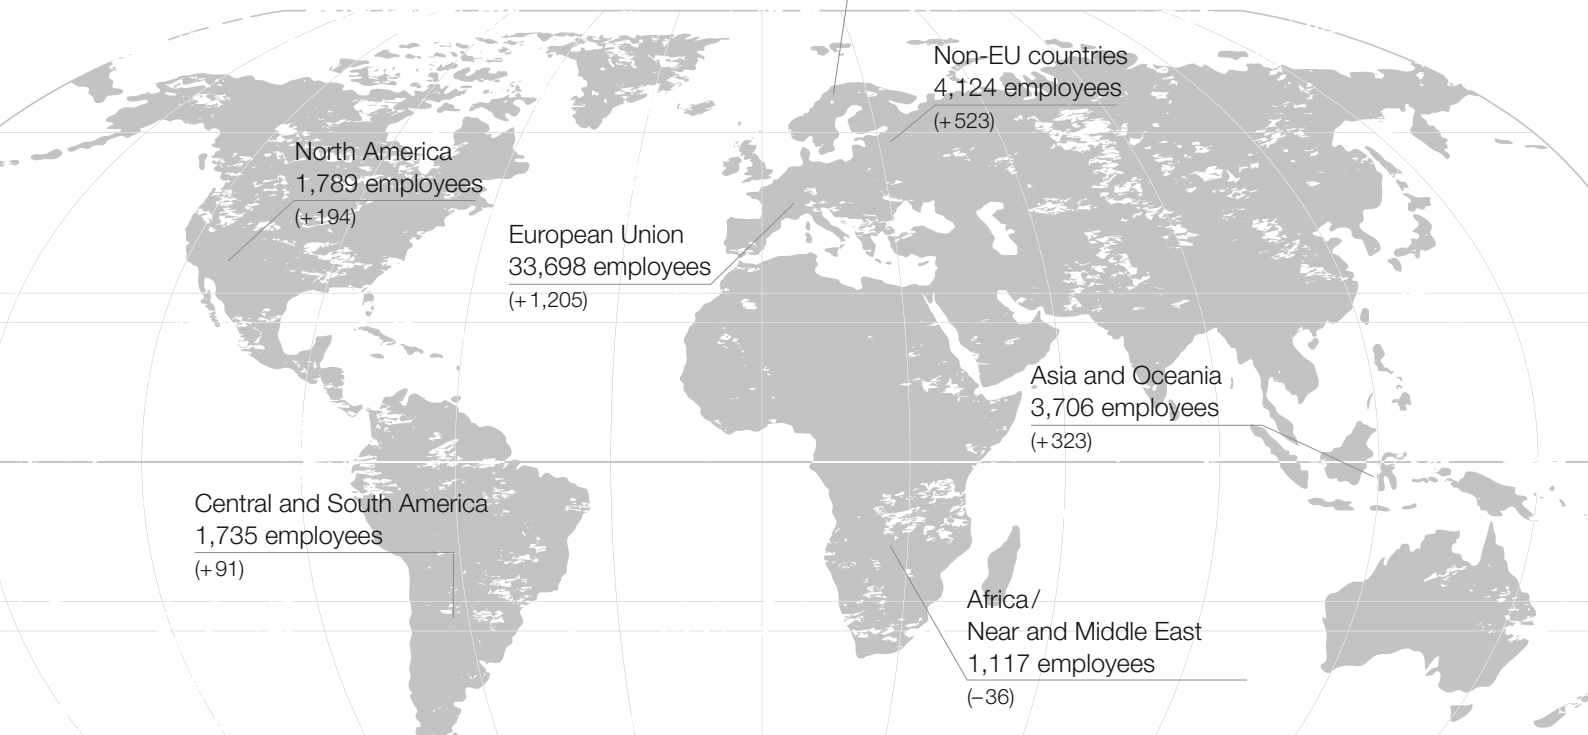 Non-EU countries
4,124 employees
(+ 523)
North America
1,789 employees
(+ 194)
European Union
33,698 employees
(+ 1,205)
Asia and Oceania
3,706 employees
(+ 323)
Central and South America
1,735 employees
(+ 91)
Africa/
Near and Middle East
1,117 employees
(– 36)